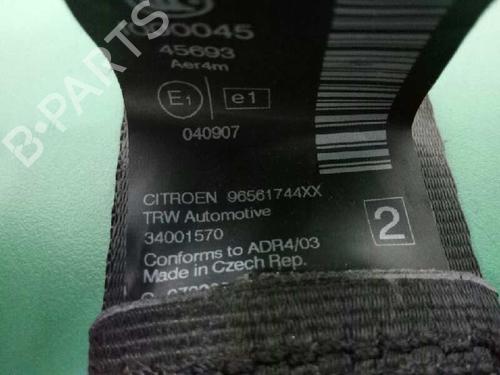 45693
Aer4m
E1 e1
040907
CITROEN 96561744XX
TRW Automotive
34001570
2
Conforms to ADR4/03
Made in Czech Rep.
B-PARTS